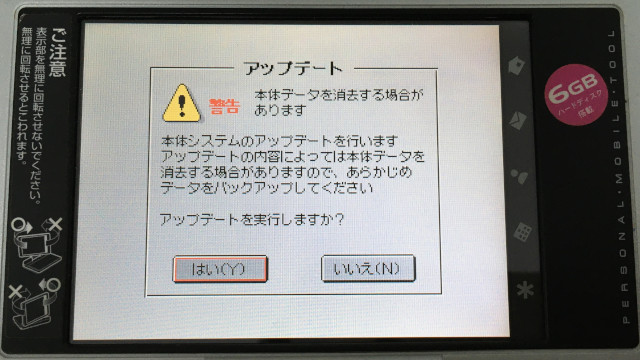 ご注意
表示部を無理に回転させないでください。
無理に回転させるとこわれます。
アップデート
警告
本体データを消去する場合が
あります
本体システムのアップデートを行います
アップデートの内容によっては本体データを
消去する場合がありますので、あらかじめ
データをバックアップしてください
アップデートを実行しますか?
はい(Y)
いいえ(N)
6GB
ハードディスク
搭載
PERSONAL・MOBILE・TOOL